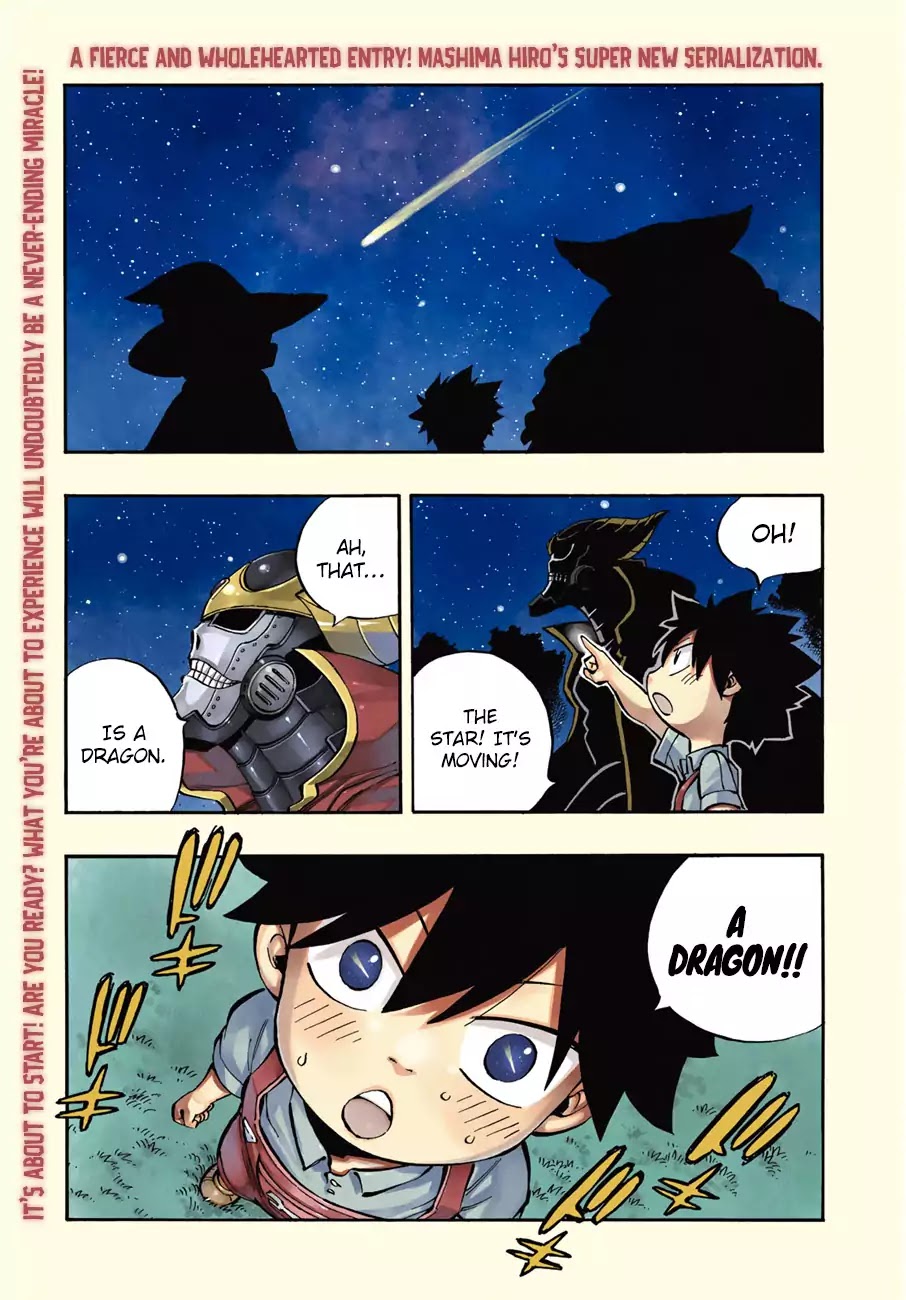 A FIERCE AND WHOLEHEARTED ENTRY! MASHIMA HIRO'S SUPER NEW SERIALIZATION.
IT'S ABOUT TO START! ARE YOU READY? WHAT YOU'RE ABOUT TO EXPERIENCE WILL UNDOUBTEDLY BE A NEVER-ENDING MIRACLE!
OH!
THE
STAR! IT'S
MOVING!
AH,
THAT...
IS A
DRAGON.
A
DRAGON!!